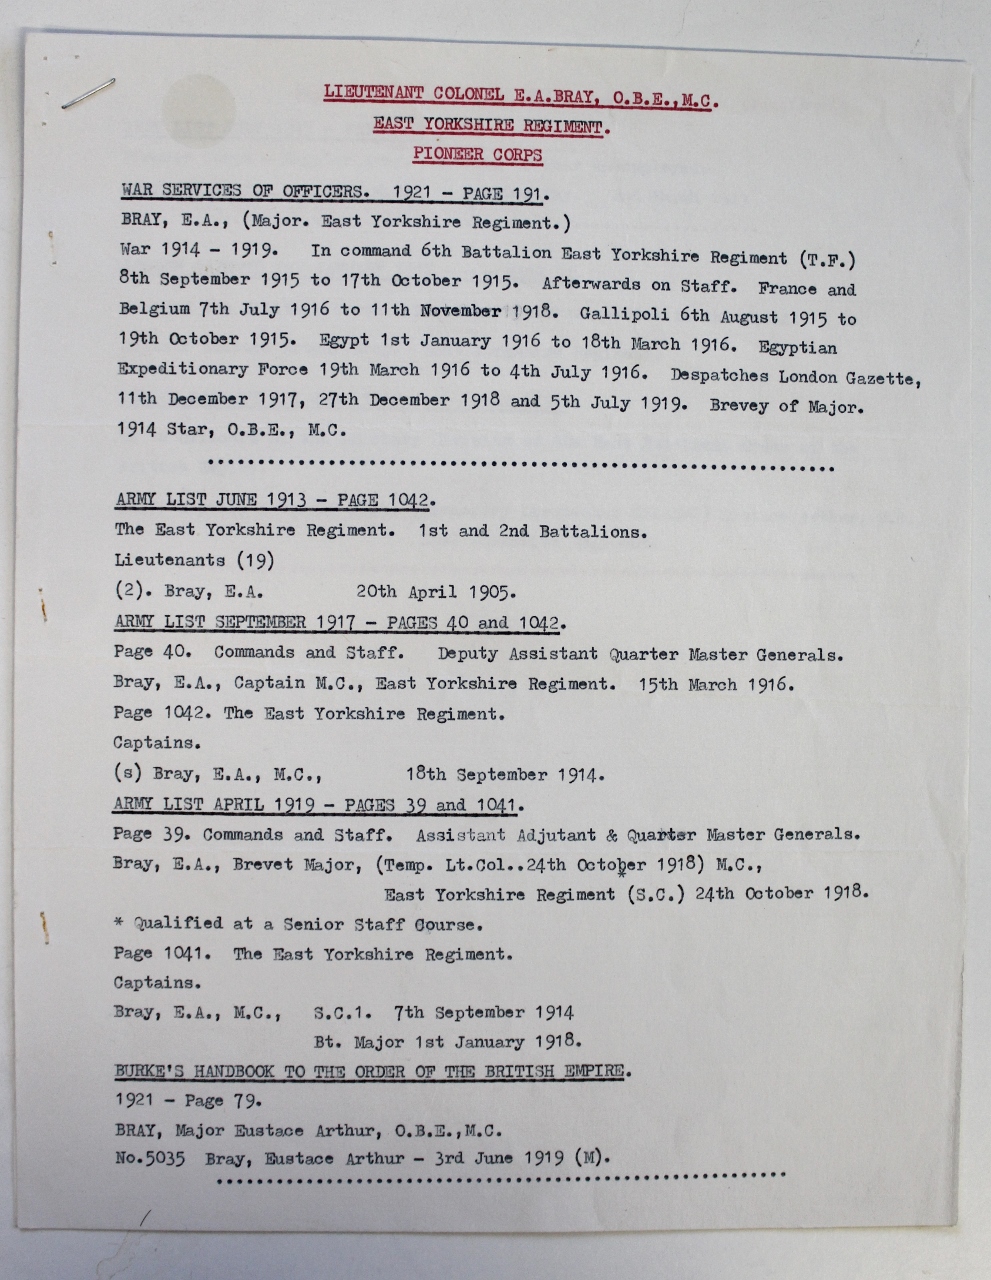 LIEUTENANT COLONEL E.A.BRAY, O.B.E.,M.C.
EAST YORKSHIRE REGIMENT.
PIONEER CORPS
WAR SERVICES OF OFFICERS. 1921 - PAGE 191.
BRAY, E.A., (Major. East Yorkshire Regiment.)
War 1914 - 1919. In command 6th Battalion East Yorkshire Regiment (T.F.)
8th September 1915 to 17th October 1915. Afterwards on Staff. France and
Belgium 7th July 1916 to 11th November 1918. Gallipoli 6th August 1915 to
19th October 1915. Egypt 1st January 1916 to 18th March 1916. Egyptian
Expeditionary Force 19th March 1916 to 4th July 1916. Despatches London Gazette,
11th December 1917, 27th December 1918 and 5th July 1919. Brevey of Major.
1914 Star, O.B.E., M.C.
ARMY LIST JUNE 1913 - PAGE 1042.
The East Yorkshire Regiment. 1st and 2nd Battalions.
Lieutenants (19)
(2). Bray, E.A. 20th April 1905.
ARMY LIST SEPTEMBER 1917 - PAGES 40 and 1042.
Page 40. Commands and Staff. Deputy Assistant Quarter Master Generals.
Bray, E.A., Captain M.C., East Yorkshire Regiment. 15th March 1916.
Page 1042. The East Yorkshire Regiment.
Captains.
(s) Bray, E.A., M.C., 18th September 1914.
ARMY LIST APRIL 1919 - PAGES 39 and 1041.
Page 39. Commands and Staff. Assistant Adjutant & Quarter Master Generals.
Bray, E.A., Brevet Major, (Temp. Lt.Col..24th October 1918) M.C.,
*
East Yorkshire Regiment (S.C.) 24th October 1918.
* Qualified at a Senior Staff Course.
Page 1041. The East Yorkshire Regiment.
Captains.
Bray, E.A., M.C., S.C.1. 7th September 1914
Bt. Major 1st January 1918.
BURKE'S HANDBOOK TO THE ORDER OF THE BRITISH EMPIRE.
1921 - Page 79.
BRAY, Major Eustace Arthur, O.B.E.,M.C.
No.5035 Bray, Eustace Arthur - 3rd June 1919 (M).